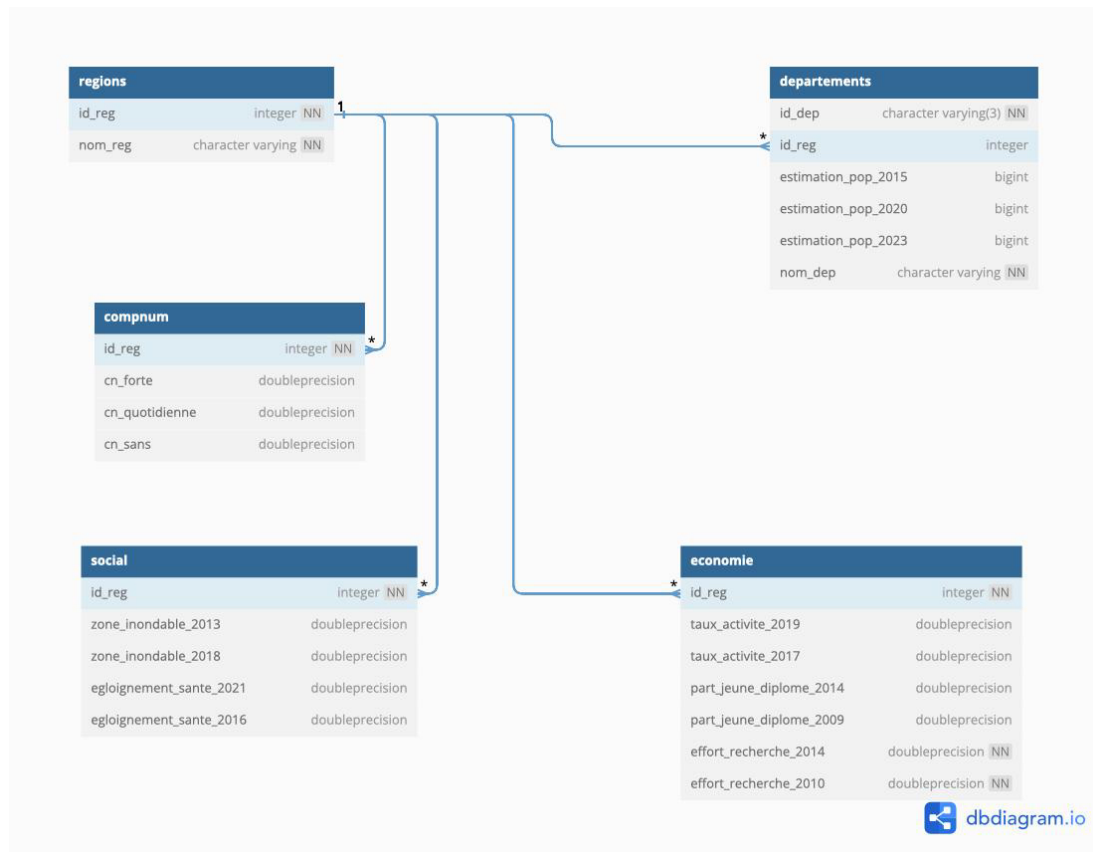 regions
id_reg integer NN
nom_reg character varying NN
1
departements
id_dep character varying(3) NN
* id_reg integer
estimation_pop_2015 bigint
estimation_pop_2020 bigint
estimation_pop_2023 bigint
nom_dep character varying NN
compnum
id_reg integer NN *
cn_forte doubleprecision
cn_quotidienne doubleprecision
cn_sans doubleprecision
social
id_reg integer NN *
zone_inondable_2013 doubleprecision
zone_inondable_2018 doubleprecision
egloignement_sante_2021 doubleprecision
egloignement_sante_2016 doubleprecision
economie
* id_reg integer NN
taux_activite_2019 doubleprecision
taux_activite_2017 doubleprecision
part_jeune_diplome_2014 doubleprecision
part_jeune_diplome_2009 doubleprecision
effort_recherche_2014 doubleprecision NN
effort_recherche_2010 doubleprecision NN
dbdiagram.io